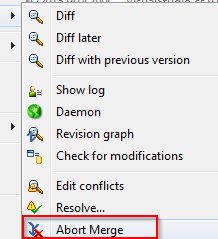 Diff
Diff later
Diff with previous version
Show log
Daemon
Revision graph
Check for modifications
Edit conflicts
Resolve...
Abort Merge